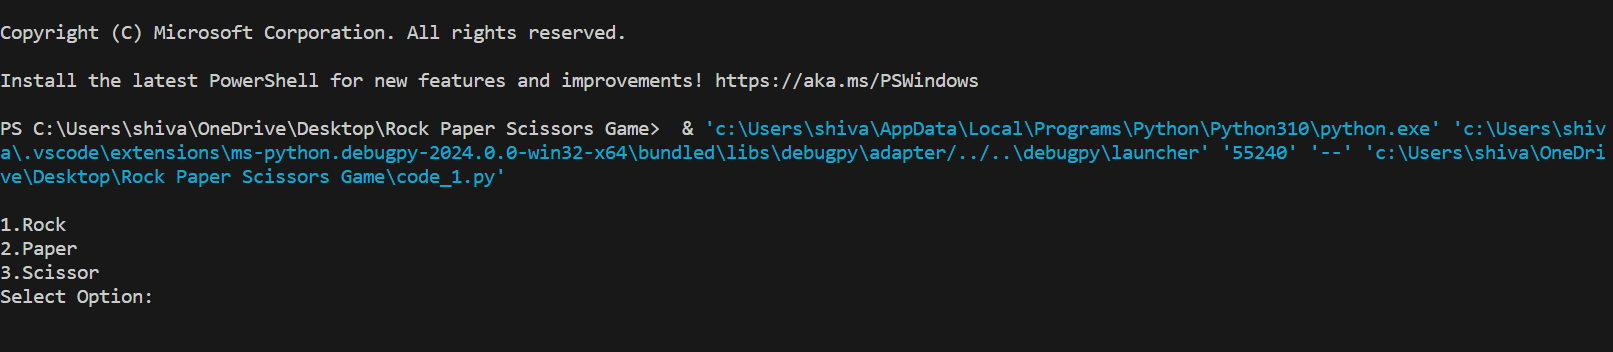 Copyright (C) Microsoft Corporation. All rights reserved.
Install the latest PowerShell for new features and improvements! https://aka.ms/PSWindows
PS C:\Users\shiva\OneDrive\Desktop\Rock Paper Scissors Game>  & 'c:\Users\shiva\AppData\Local\Programs\Python\Python310\python.exe' 'c:\Users\shiv
a\.vscode\extensions\ms-python.debugpy-2024.0.0-win32-x64\bundled\libs\debugpy\adapter/../..\debugpy\launcher' '55240' '--' 'c:\Users\shiva\OneDri
ve\Desktop\Rock Paper Scissors Game\code_1.py'
1.Rock
2.Paper
3.Scissor
Select Option: